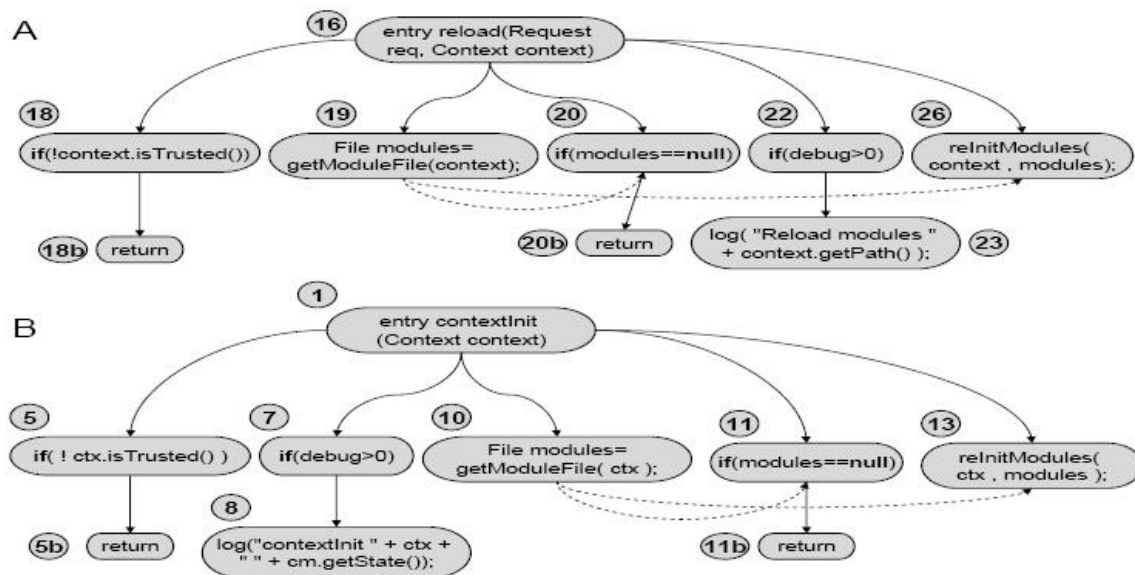 A
16
entry reload(Request
req, Context context)
18
19
20
22
26
if(!context.isTrusted())
File modules=
getModuleFile(context);
if(modules==null)
if(debug>0)
reInitModules(
context , modules);
18b
return
20b
return
log( "Reload modules "
+ context.getPath() );
23
1
B
entry contextInit
(Context context)
5
7
10
11
13
if( ! ctx.isTrusted() )
if(debug>0)
File modules=
getModuleFile( ctx );
if(modules==null)
reInitModules(
ctx , modules );
8
5b
return
log("contextInit " + ctx +
" " + cm.getState());
11b
return